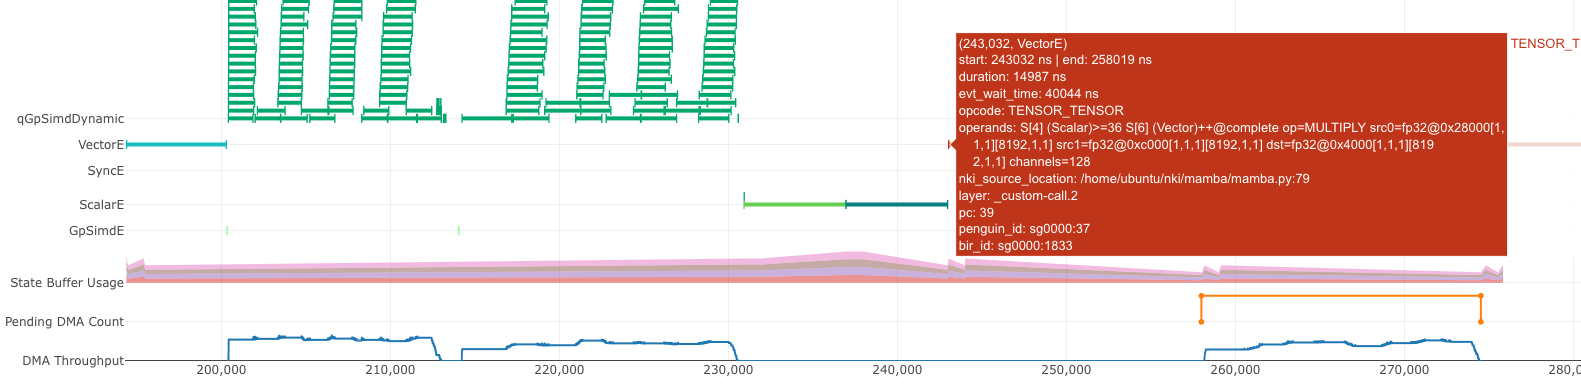 (243,032, VectorE)
TENSOR_T
start: 243032 ns | end: 258019 ns
duration: 14987 ns
evt_wait_time: 40044 ns
opcode: TENSOR_TENSOR
operands: S[4] (Scalar)>=36 S[6] (Vector)++@complete op=MULTIPLY src0=fp32@0x28000[1,
1,1][8192,1,1] src1=fp32@0xc000[1,1,1][8192,1,1] dst=fp32@0x4000[1,1,1][819
2,1,1] channels=128
nki_source_location: /home/ubuntu/nki/mamba/mamba.py:79
layer: _custom-call.2
pc: 39
penguin_id: sg0000:37
bir_id: sg0000:1833
qGpSimdDynamic
VectorE
SyncE
ScalarE
GpSimdE
State Buffer Usage
Pending DMA Count
DMA Throughput
200,000
210,000
220,000
230,000
240,000
250,000
260,000
270,000
280,0